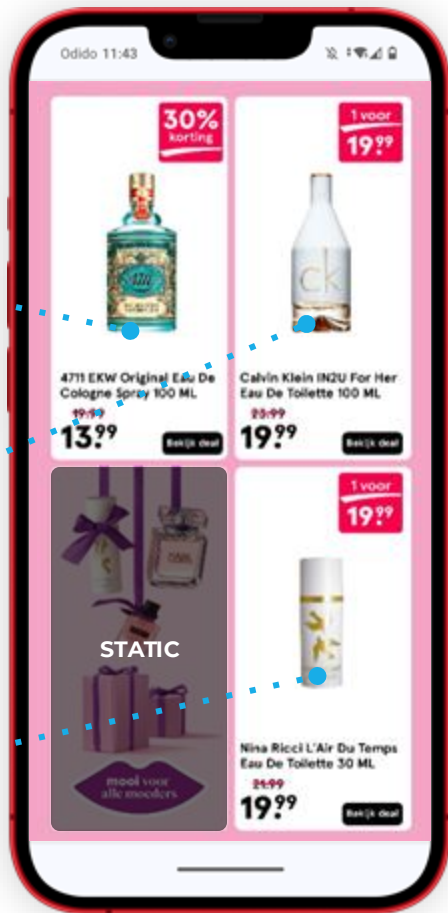 Odido 11:43
30%
korting
4711
4711 EKW Original Eau De
Cologne Spray 100 ML
19.99
13.99
Bekijk deal
1 voor
19.99
CK
Calvin Klein IN2U For Her
Eau De Toilette 100 ML
23.99
19.99
Bekijk deal
STATIC
mooi voor
alle moeders
1 voor
19.99
Nina Ricci L'Air Du Temps
Eau De Toilette 30 ML
21.99
19.99
Bekijk deal